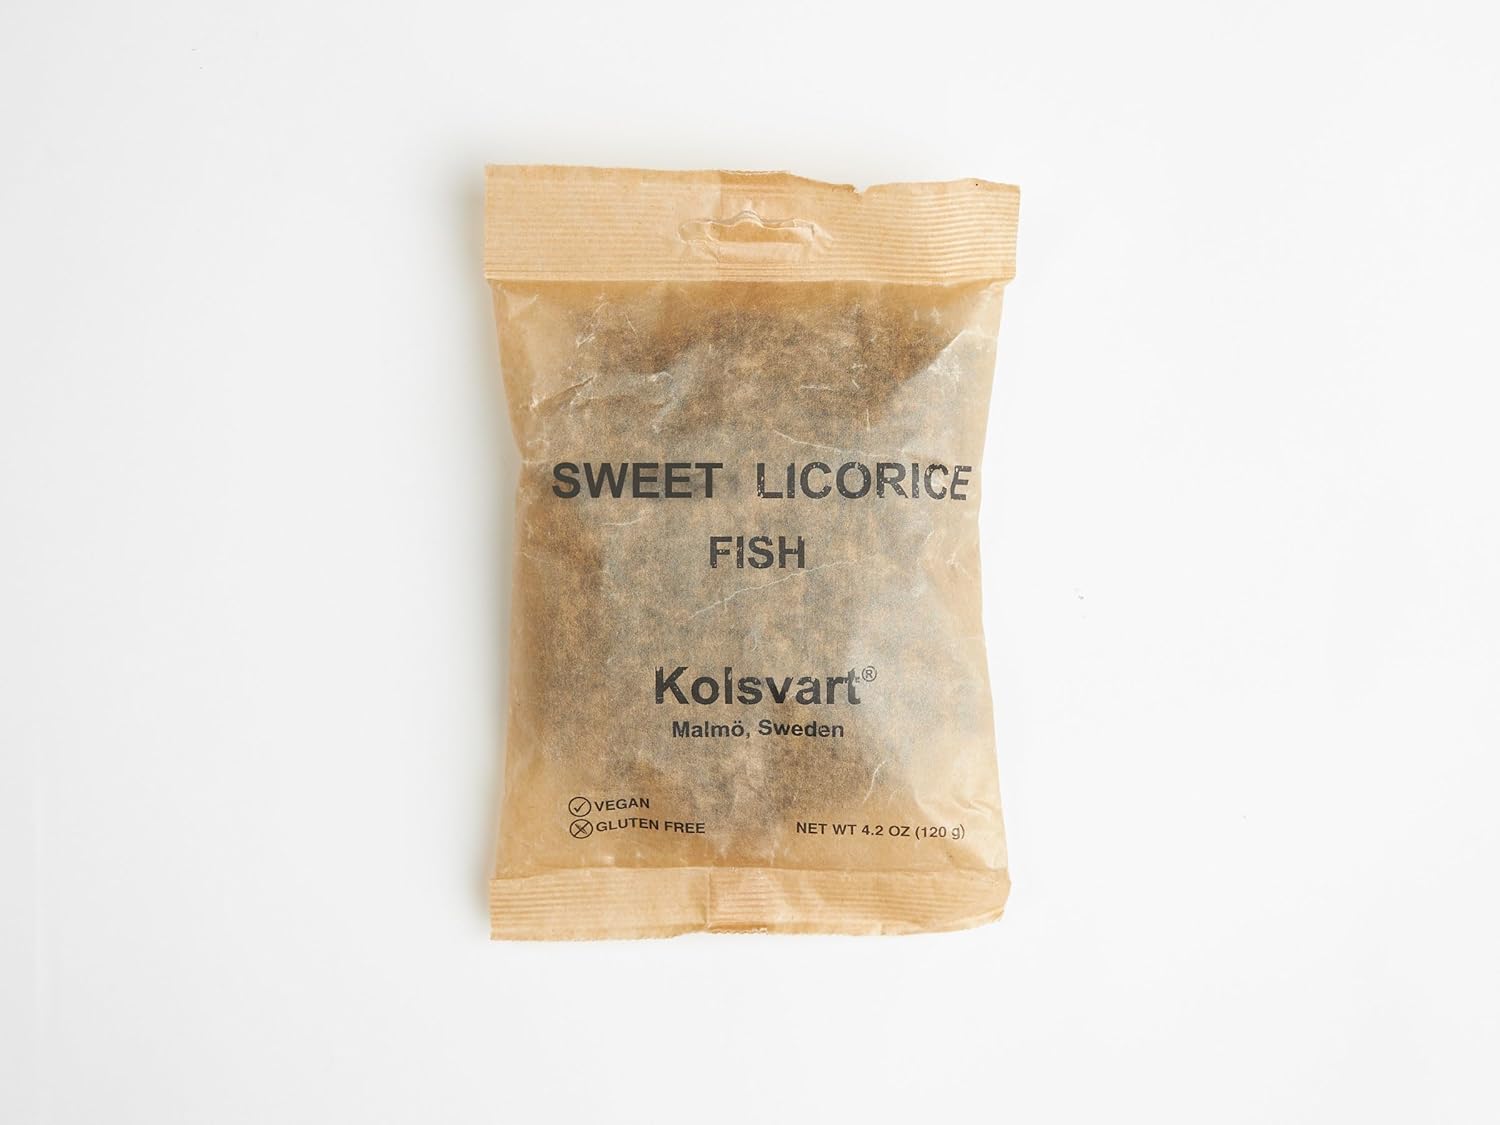 SWEET LICORICE
FISH
Kolsvart®
Malmö, Sweden
VEGAN
GLUTEN FREE
NET WT 4.2 OZ (120 g)